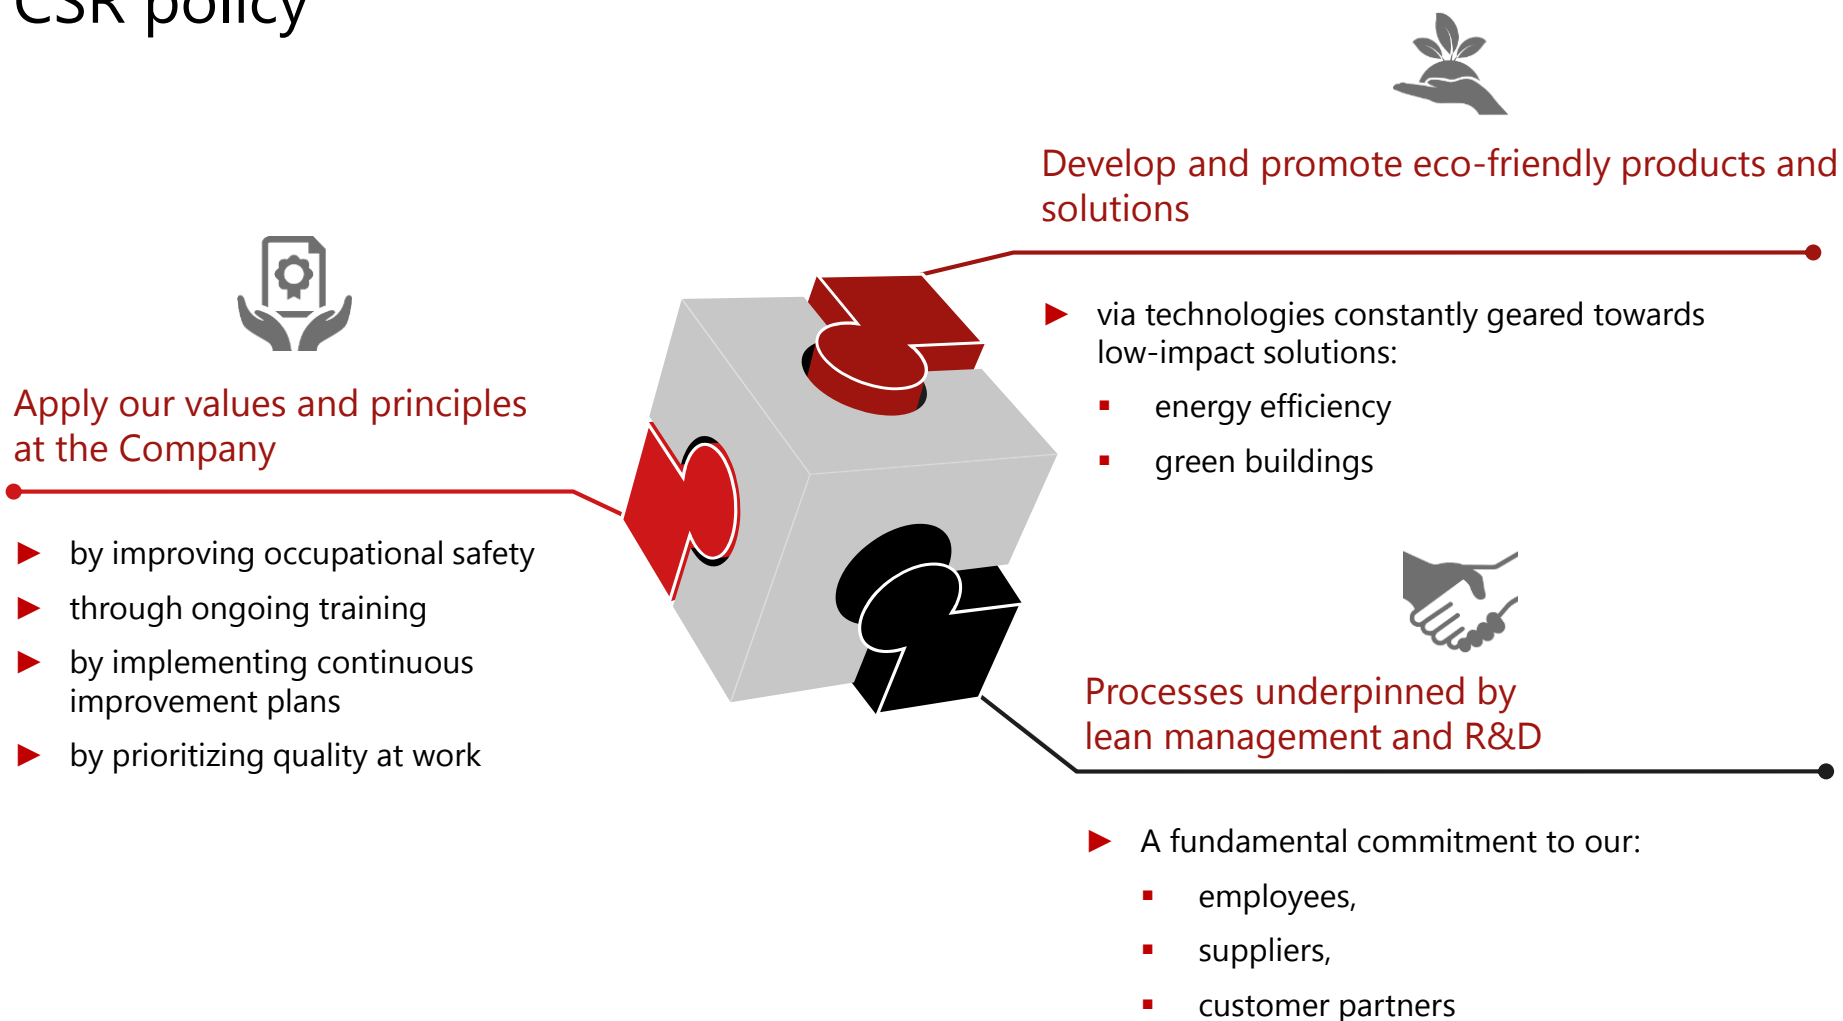 CSR policy
Develop and promote eco-friendly products and
solutions
► via technologies constantly geared towards
low-impact solutions:
▪ energy efficiency
▪ green buildings
Apply our values and principles
at the Company
► by improving occupational safety
► through ongoing training
► by implementing continuous
improvement plans
► by prioritizing quality at work
Processes underpinned by
lean management and R&D
► A fundamental commitment to our:
▪ employees,
▪ suppliers,
▪ customer partners